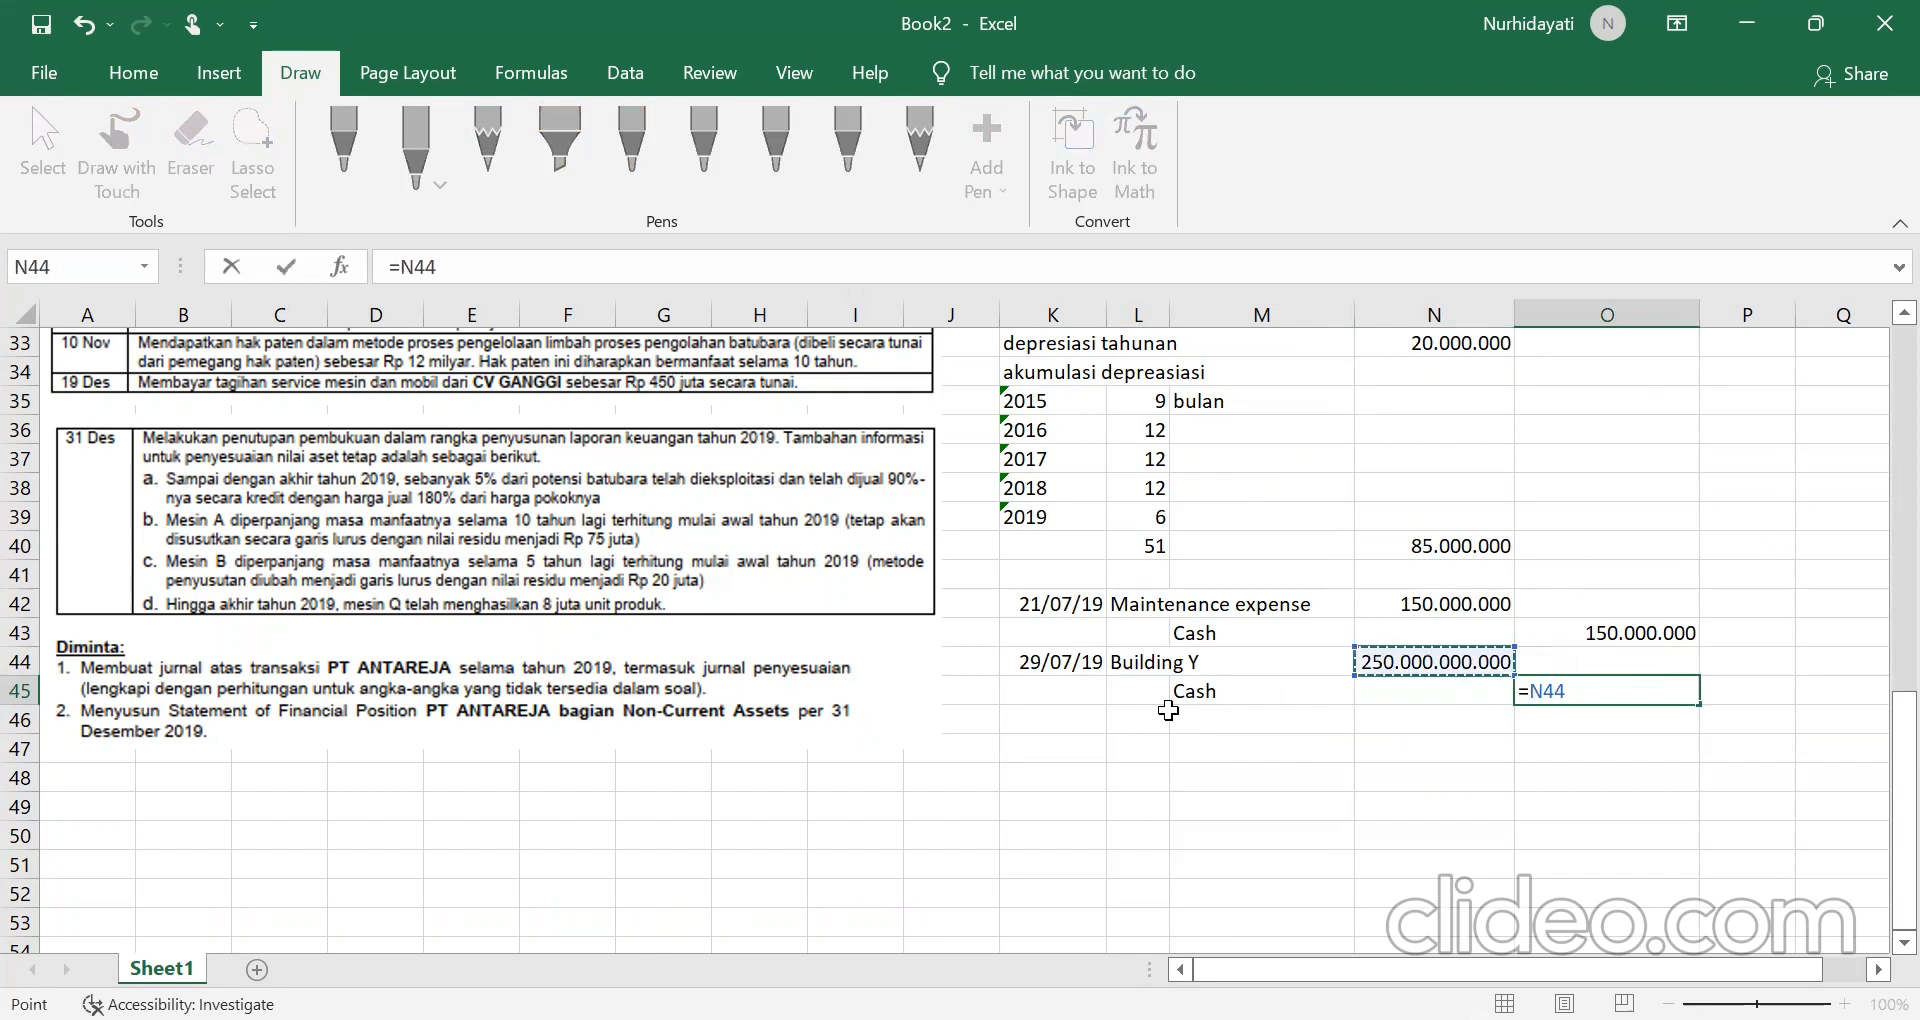 Book2 - Excel
Nurhidayati N
File Home Insert Draw Page Layout Formulas Data Review View Help Tell me what you want to do Share
Select Draw with Touch Eraser Lasso Select Add Pen Ink to Shape Ink to Math
Tools Pens Convert
N44 fx =N44
A B C D E F G H I J K L M N O P Q
33 depresiasi tahunan 20.000.000
34 akumulasi depreasiasi
35 2015 9 bulan
36 2016 12
37 2017 12
38 2018 12
39 2019 6
40 51 85.000.000
41
42 21/07/19 Maintenance expense 150.000.000
43 Cash 150.000.000
44 29/07/19 Building Y 250.000.000.000
45 Cash =N44
46
47
48
49
50
51
52
53
54
10 Nov Mendapatkan hak paten dalam metode proses pengelolaan limbah proses pengolahan batubara (dibeli secara tunai
dari pemegang hak paten) sebesar Rp 12 milyar. Hak paten ini diharapkan bermanfaat selama 10 tahun.
19 Des Membayar tagihan service mesin dan mobil dari CV GANGGI sebesar Rp 450 juta secara tunai.
31 Des Melakukan penutupan pembukuan dalam rangka penyusunan laporan keuangan tahun 2019. Tambahan informasi
untuk penyesuaian nilai aset tetap adalah sebagai berikut.
a. Sampai dengan akhir tahun 2019, sebanyak 5% dari potensi batubara telah dieksploitasi dan telah dijual 90%-
nya secara kredit dengan harga jual 180% dari harga pokoknya
b. Mesin A diperpanjang masa manfaatnya selama 10 tahun lagi terhitung mulai awal tahun 2019 (tetap akan
disusutkan secara garis lurus dengan nilai residu menjadi Rp 75 juta)
c. Mesin B diperpanjang masa manfaatnya selama 5 tahun lagi terhitung mulai awal tahun 2019 (metode
penyusutan diubah menjadi garis lurus dengan nilai residu menjadi Rp 20 juta)
d. Hingga akhir tahun 2019, mesin Q telah menghasilkan 8 juta unit produk.
Diminta:
1. Membuat jurnal atas transaksi PT ANTAREJA selama tahun 2019, termasuk jurnal penyesuaian
(lengkapi dengan perhitungan untuk angka-angka yang tidak tersedia dalam soal).
2. Menyusun Statement of Financial Position PT ANTAREJA bagian Non-Current Assets per 31
Desember 2019.
clideo.com
Sheet1
Point Accessibility: Investigate 100%